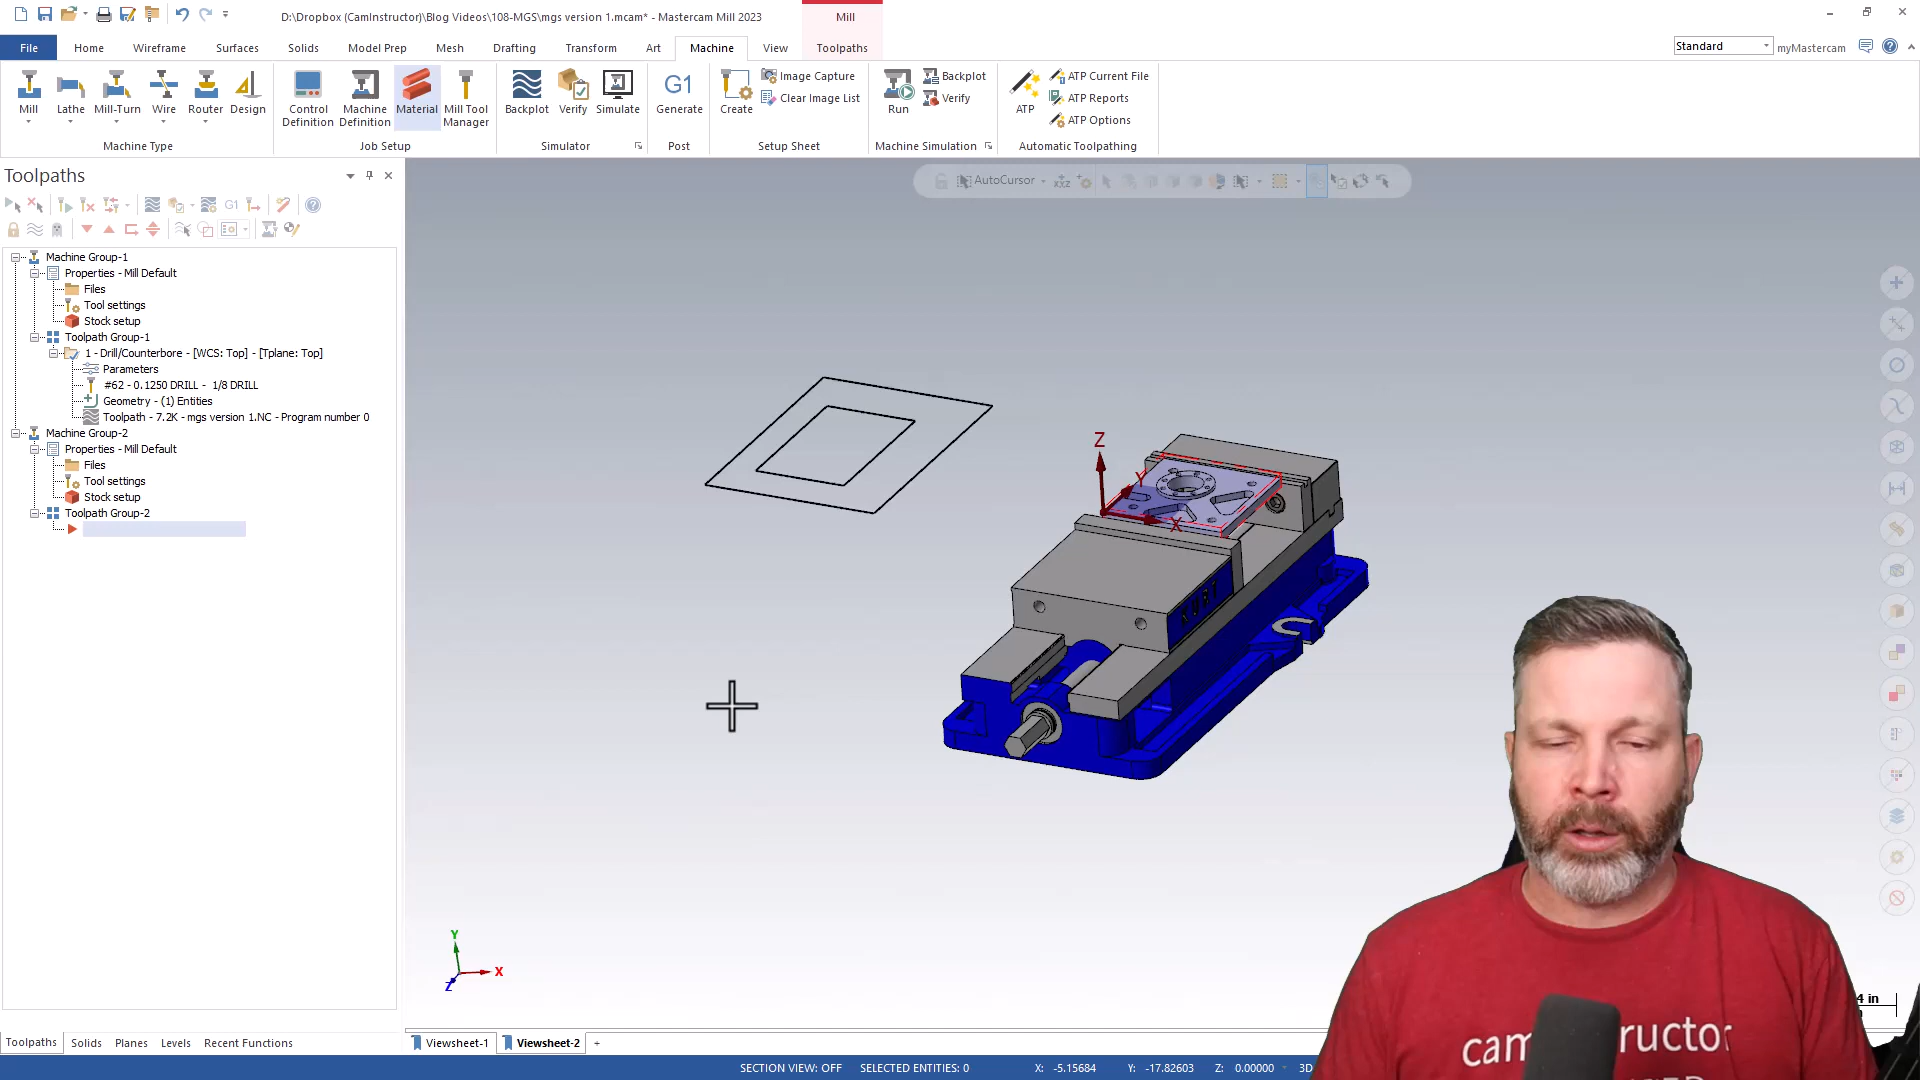 D:\Dropbox (CamInstructor)\Blog Videos\108-MGS\mgs version 1.mcam* - Mastercam Mill 2023
Mill
File Home Wireframe Surfaces Solids Model Prep Mesh Drafting Transform Art Machine View Toolpaths
Standard myMastercam
Mill Lathe Mill-Turn Wire Router Design
Machine Type
Control Definition Machine Definition Material Mill Tool Manager
Job Setup
Backplot Verify Simulate
Simulator
G1
Generate
Post
Create Image Capture Clear Image List
Setup Sheet
Run Backplot Verify
Machine Simulation
ATP ATP Current File ATP Reports ATP Options
Automatic Toolpathing
Toolpaths
AutoCursor
G1
Machine Group-1
Properties - Mill Default
Files
Tool settings
Stock setup
Toolpath Group-1
1 - Drill/Counterbore - [WCS: Top] - [Tplane: Top]
Parameters
#62 - 0.1250 DRILL - 1/8 DRILL
Geometry - (1) Entities
Toolpath - 7.2K - mgs version 1.NC - Program number 0
Machine Group-2
Properties - Mill Default
Files
Tool settings
Stock setup
Toolpath Group-2
Z
Y
X
KURT
Y
X
Z
4 in
Toolpaths Solids Planes Levels Recent Functions
Viewsheet-1 Viewsheet-2 +
SECTION VIEW: OFF SELECTED ENTITIES: 0 X: -5.15684 Y: -17.82603 Z: 0.00000 3D